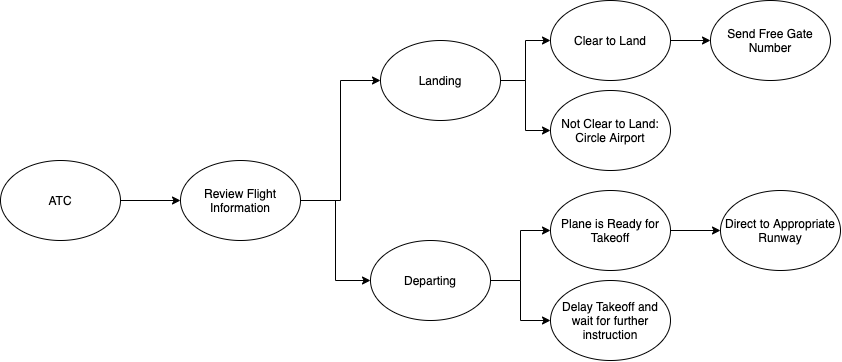 ATC
Review Flight
Information
Landing
Clear to Land
Send Free Gate
Number
Not Clear to Land:
Circle Airport
Departing
Plane is Ready for
Takeoff
Direct to Appropriate
Runway
Delay Takeoff and
wait for further
instruction